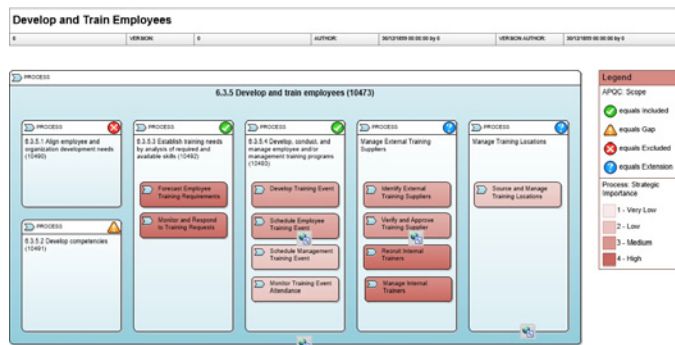 Develop and Train Employees
0
VERSION:
0
AUTHOR:
30/12/1899 00:00:00 by 0
VERSION AUTHOR:
30/12/1899 00:00:00 by 0
PROCESS
6.3.5 Develop and train employees (10473)
PROCESS
6.3.5.1 Align employee and
organization development needs
(10490)
PROCESS
6.3.5.2 Develop competencies
(10491)
PROCESS
6.3.5.3 Establish training needs
by analysis of required and
available skills (10492)
Forecast Employee
Training Requirements
Monitor and Respond
to Training Requests
PROCESS
6.3.5.4 Develop, conduct, and
manage employee and/or
management training programs
(10493)
Develop Training Event
Schedule Employee
Training Event
Schedule Management
Training Event
Monitor Training Event
Attendance
PROCESS
Manage External Training
Suppliers
Identify External
Training Suppliers
Verify and Approve
Training Supplier
Recruit Internal
Trainers
Manage Internal
Trainers
PROCESS
Manage Training Locations
Source and Manage
Training Locations
Legend
APQC: Scope
equals Included
equals Gap
equals Excluded
equals Extension
Process: Strategic
Importance
1 - Very Low
2 - Low
3 - Medium
4 - High